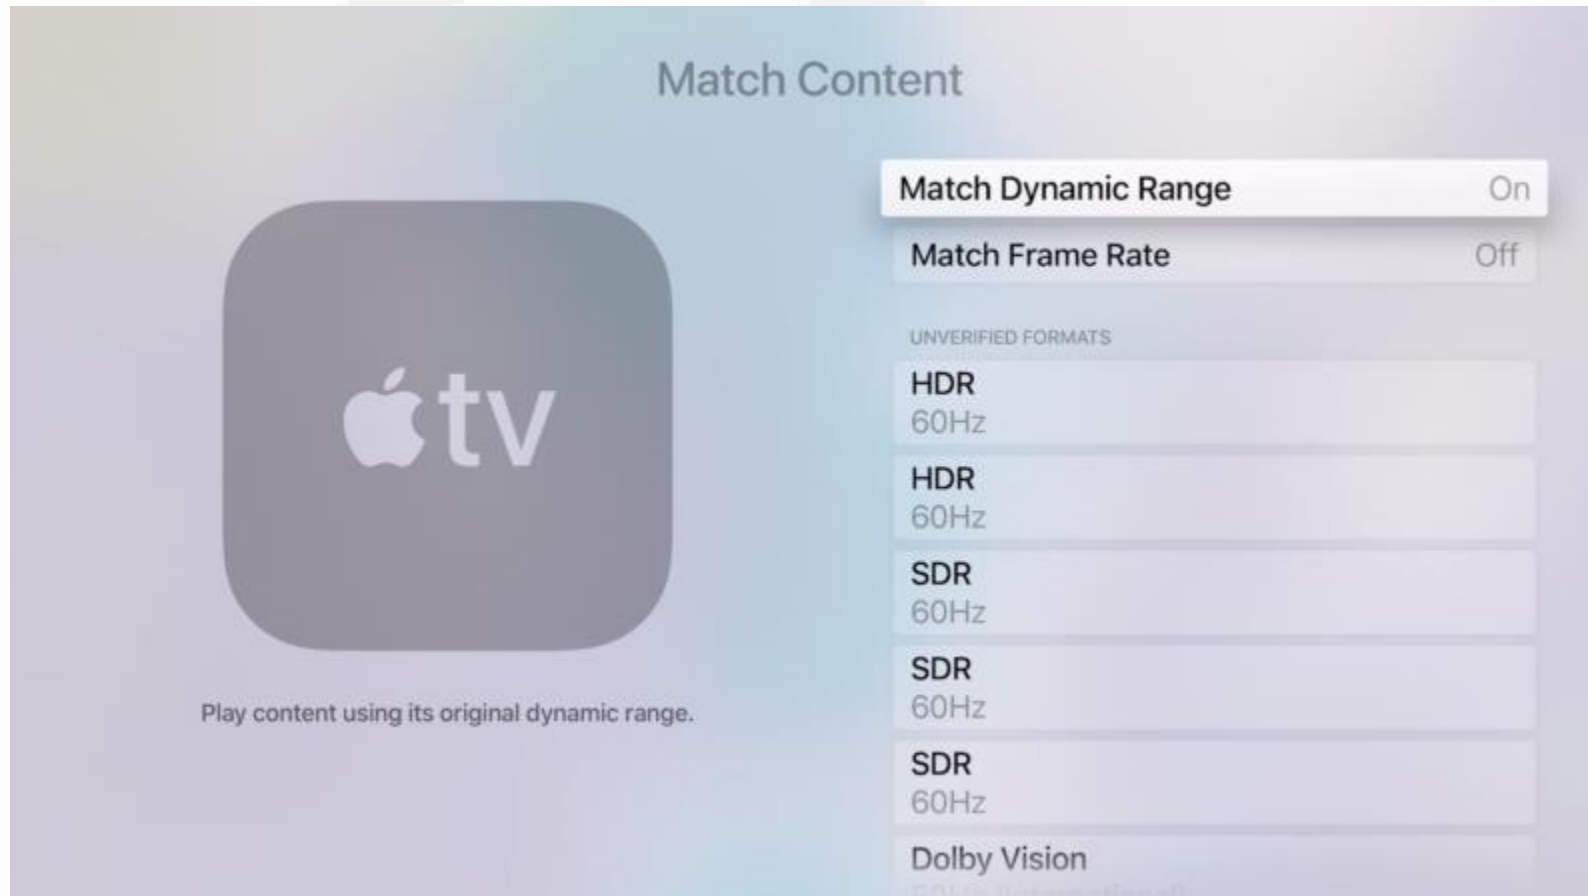 Match Content
Match Dynamic Range On
Match Frame Rate Off
UNVERIFIED FORMATS
HDR
60Hz
HDR
60Hz
SDR
60Hz
SDR
60Hz
SDR
60Hz
Dolby Vision
tv
Play content using its original dynamic range.